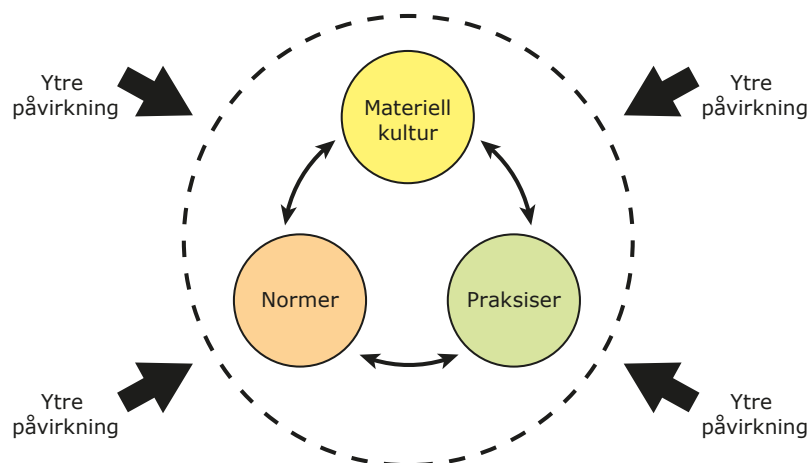 Ytre
påvirkning
Ytre
påvirkning
Materiell
kultur
Normer
Praksiser
Ytre
påvirkning
Ytre
påvirkning